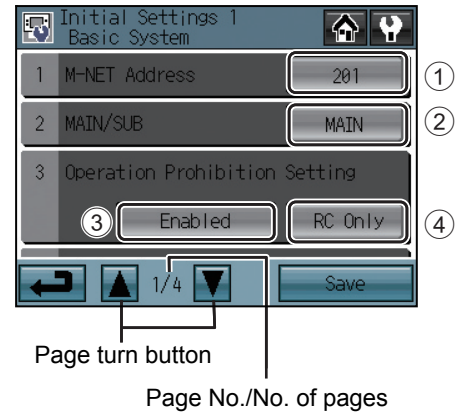 Initial Settings 1
Basic System
1 M-NET Address 201 ①
2 MAIN/SUB MAIN ②
3 Operation Prohibition Setting
③ Enabled RC Only ④
1/4 Save
Page turn button
Page No./No. of pages